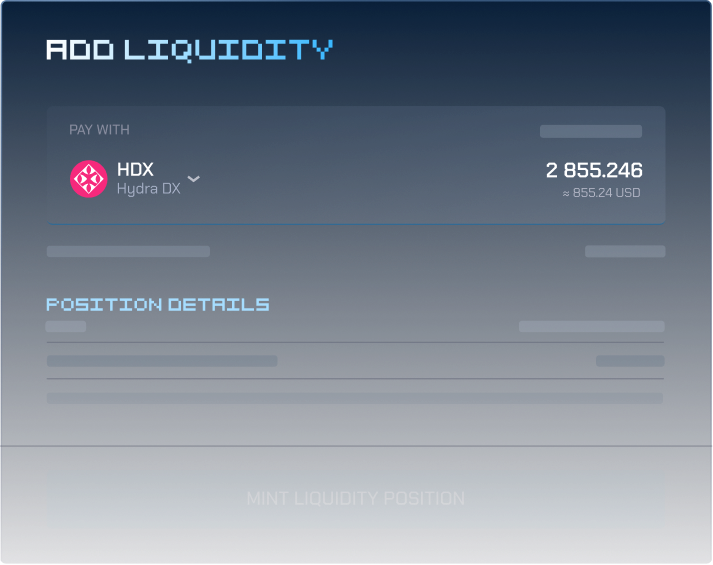 ADD LIQUIDITY
PAY WITH
HDX
Hydra DX
2 855.246
≈ 855.24 USD
POSITION DETAILS
MINT LIQUIDITY POSITION